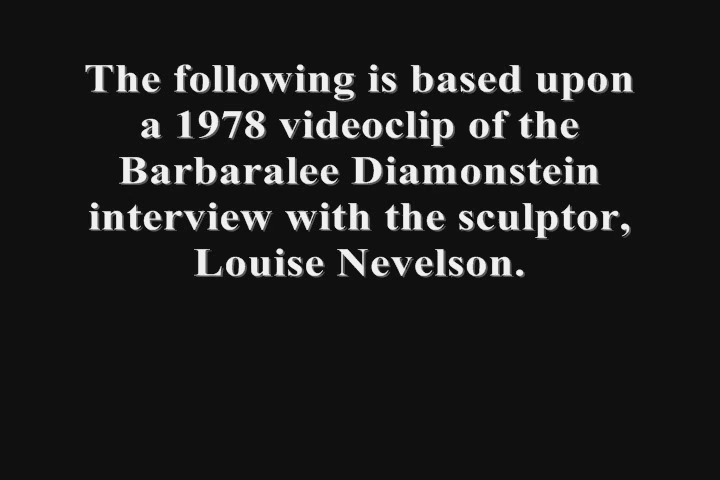 The following is based upon
a 1978 videoclip of the
Barbaralee Diamonstein
interview with the sculptor,
Louise Nevelson.